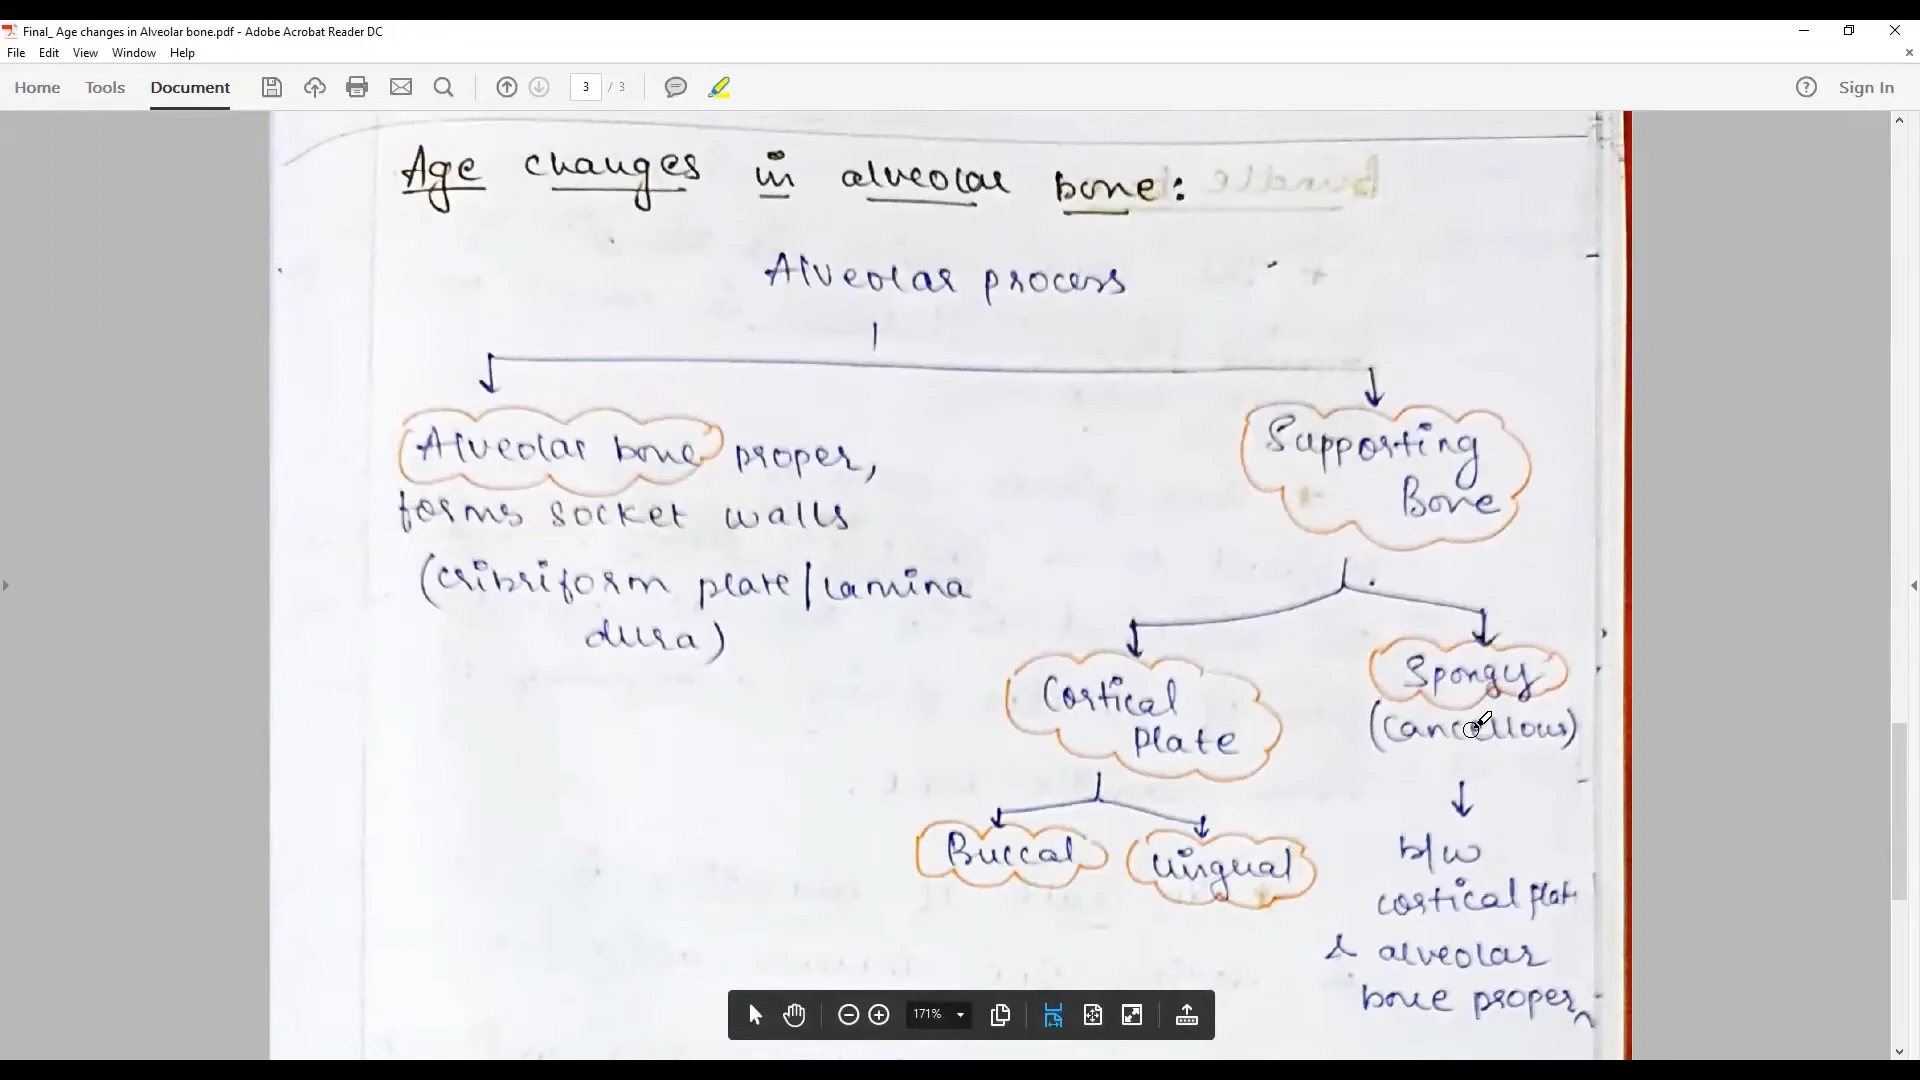 Final_ Age changes in Alveolar bone.pdf - Adobe Acrobat Reader DC
File Edit View Window Help
Home Tools Document 3 / 3 Sign In
Age changes in alveolar bone:
Alveolar process
Alveolar bone proper,
forms socket walls
(cribriform plate/lamina
dura)
Supporting
Bone
Cortical
Plate
Spongy
(cancellous)
Buccal
Lingual
b/w
cortical plate
& alveolar
bone proper
171%